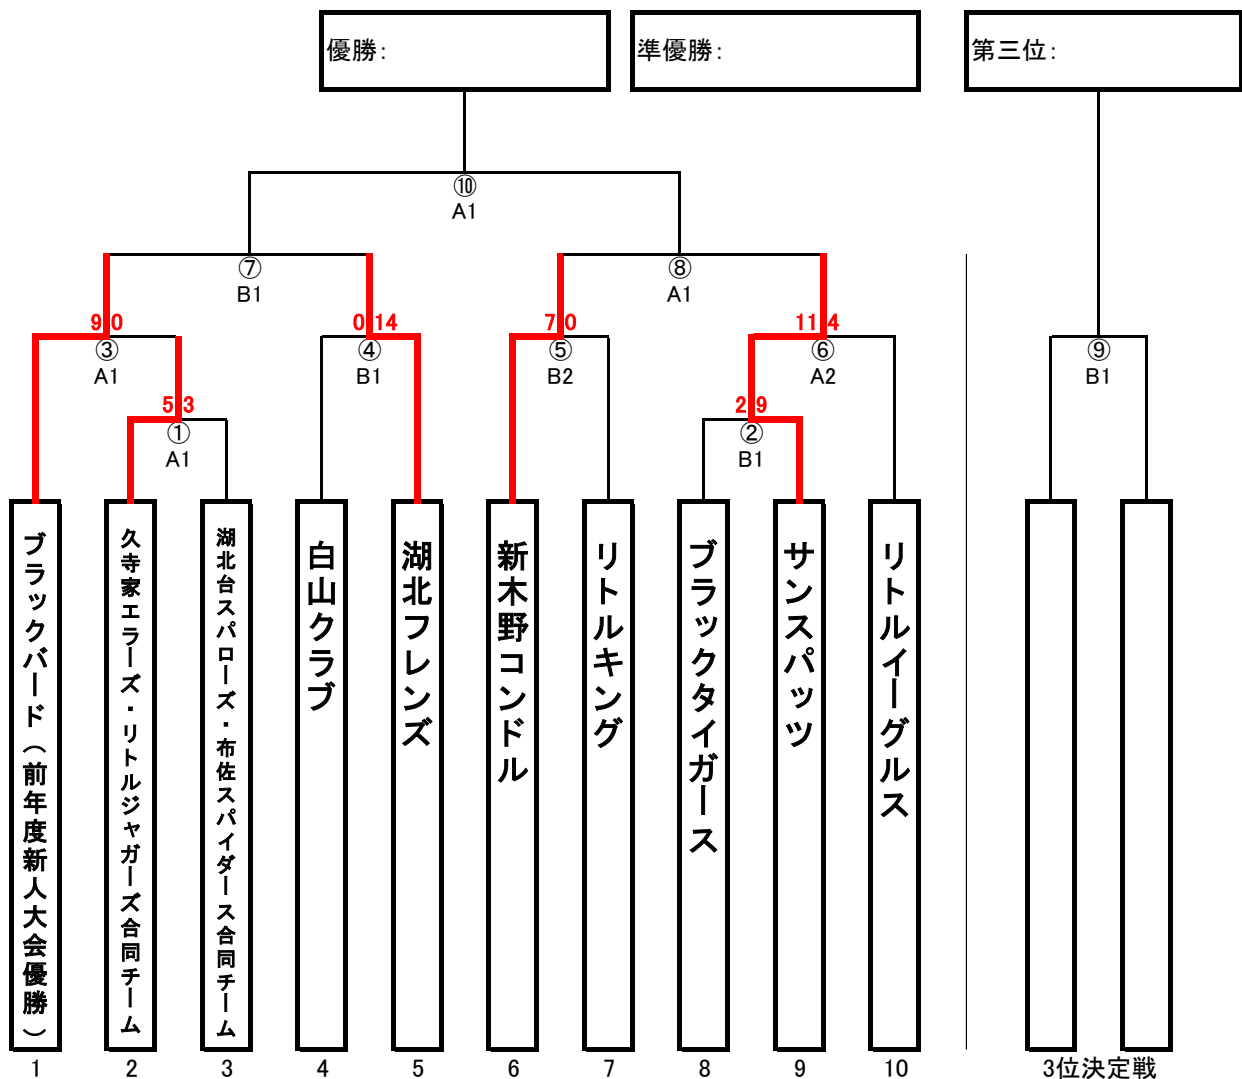 優勝:
準優勝:
第三位:
⑩
A1
⑦
B1
⑧
A1
9 0
③
A1
0 14
④
B1
7 0
⑤
B2
11 4
⑥
A2
⑨
B1
5 3
①
A1
2 9
②
B1
ブラックバード（前年度新人大会優勝）
久寺家エラーズ・リトルジャガーズ合同チーム
湖北台スパローズ・布佐スパイダース合同チーム
白山クラブ
湖北フレンズ
新木野コンドル
リトルキング
ブラックタイガース
サンスパッツ
リトルイーグルス
1
2
3
4
5
6
7
8
9
10
3位決定戦